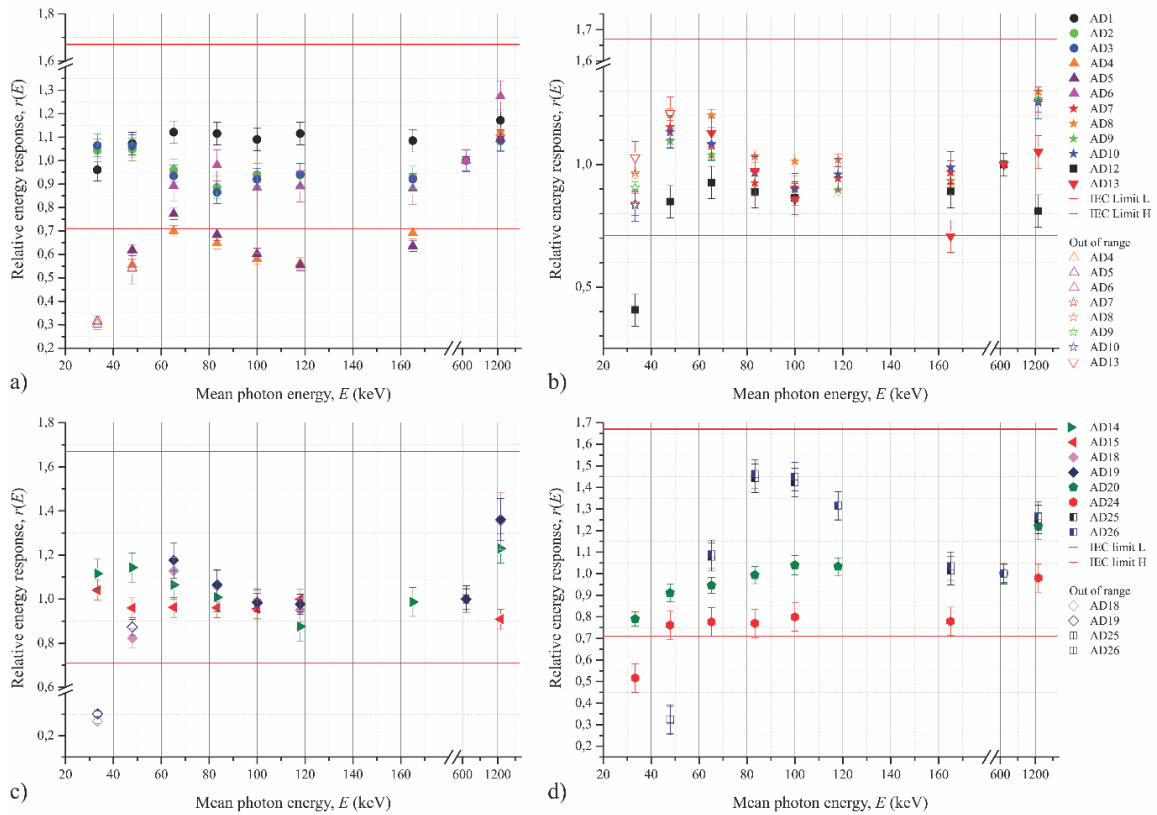 1,8
1,7
1,3
1,2
1,1
1,0
0,9
0,8
0,7
0,6
0,5
0,4
0,3
0,2
Relative energy response, r(E)
20 40 60 80 100 120 140 160 600 1200
Mean photon energy, E (keV)
a)
1,7
1,6
1,0
0,5
Relative energy response, r(E)
20 40 60 80 100 120 140 160 600 1200
Mean photon energy, E (keV)
b)
AD1
AD2
AD3
AD4
AD5
AD6
AD7
AD8
AD9
AD10
AD12
AD13
IEC Limit L
IEC Limit H
Out of range
AD4
AD5
AD6
AD7
AD8
AD9
AD10
AD13
1,8
1,6
1,4
1,2
1,0
0,8
0,6
0,2
Relative energy response, r(E)
20 40 60 80 100 120 140 160 600 1200
Mean photon energy, E (keV)
c)
1,7
1,6
1,5
1,4
1,3
1,2
1,1
1,0
0,9
0,8
0,7
0,6
0,5
0,4
0,3
0,2
Relative energy response, r(E)
20 40 60 80 100 120 140 160 600 1200
Mean photon energy, E (keV)
d)
AD14
AD15
AD18
AD19
AD20
AD24
AD25
AD26
IEC limit L
IEC limit H
Out of range
AD18
AD19
AD25
AD26